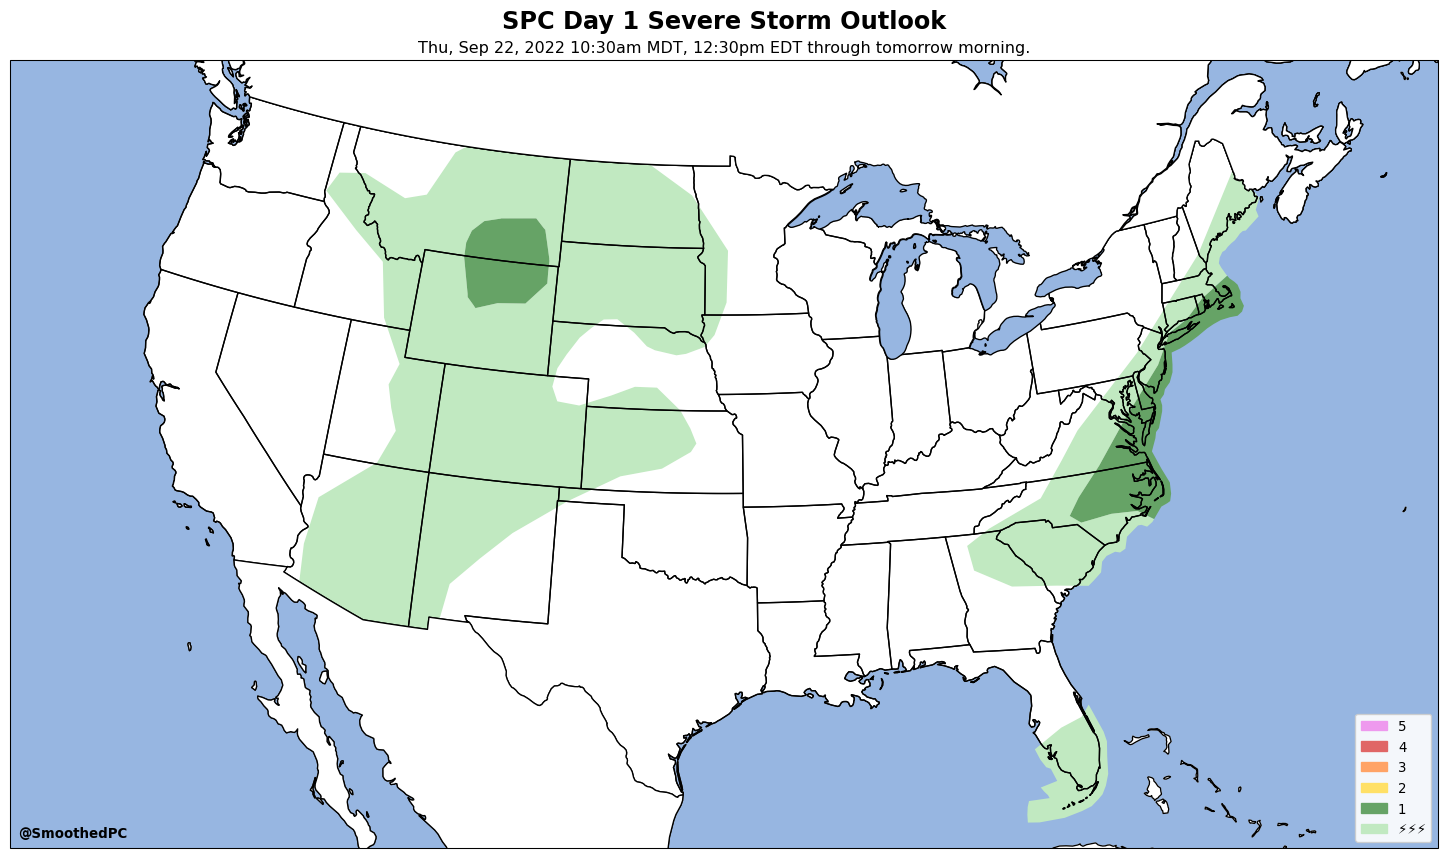 SPC Day 1 Severe Storm Outlook
Thu, Sep 22, 2022 10:30am MDT, 12:30pm EDT through tomorrow morning.
5
4
3
2
1
⚡⚡⚡
@SmoothedPC